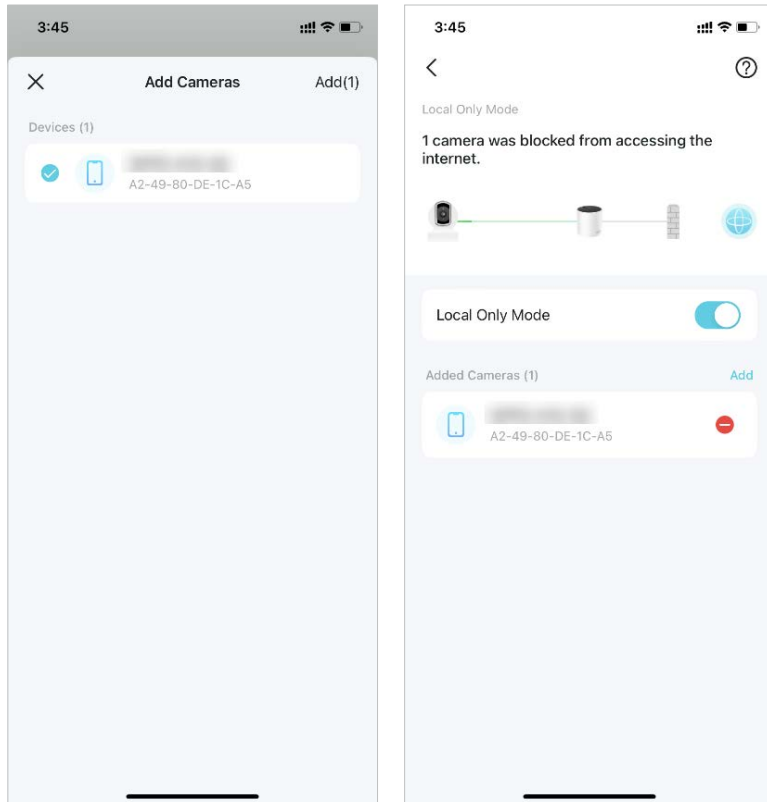 3:45
Add Cameras
Add(1)
Devices (1)
A2-49-80-DE-1C-A5
3:45
Local Only Mode
1 camera was blocked from accessing the
internet.
Local Only Mode
Added Cameras (1)
Add
A2-49-80-DE-1C-A5